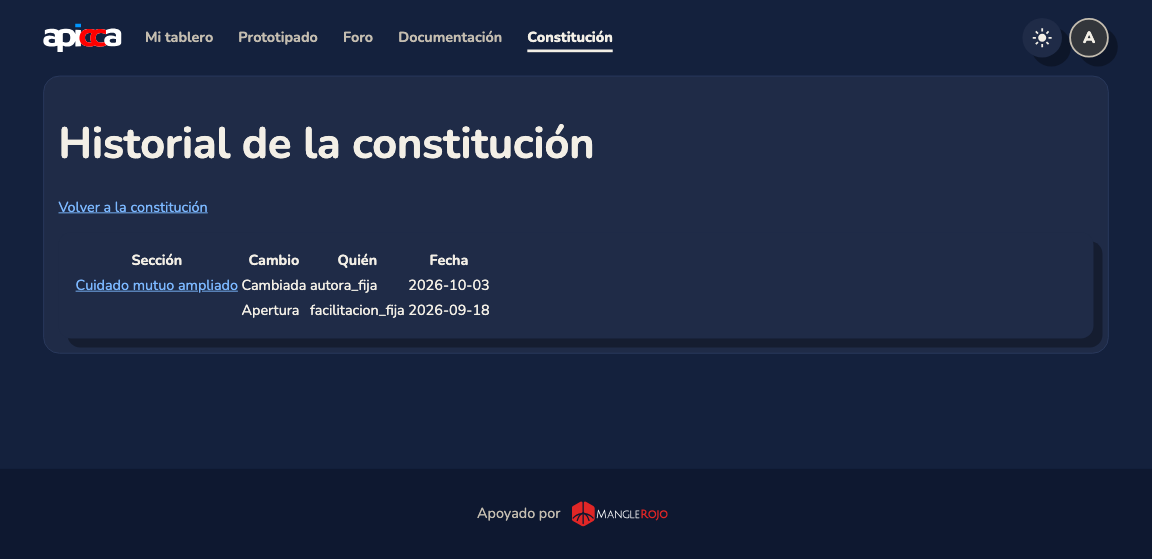 apicca Mi tablero Prototipado Foro Documentación Constitución A
Historial de la constitución
Volver a la constitución
Sección Cambio Quién Fecha
Cuidado mutuo ampliado Cambiada autora_fija 2026-10-03
Apertura facilitacion_fija 2026-09-18
Apoyado por MANGLEROJO